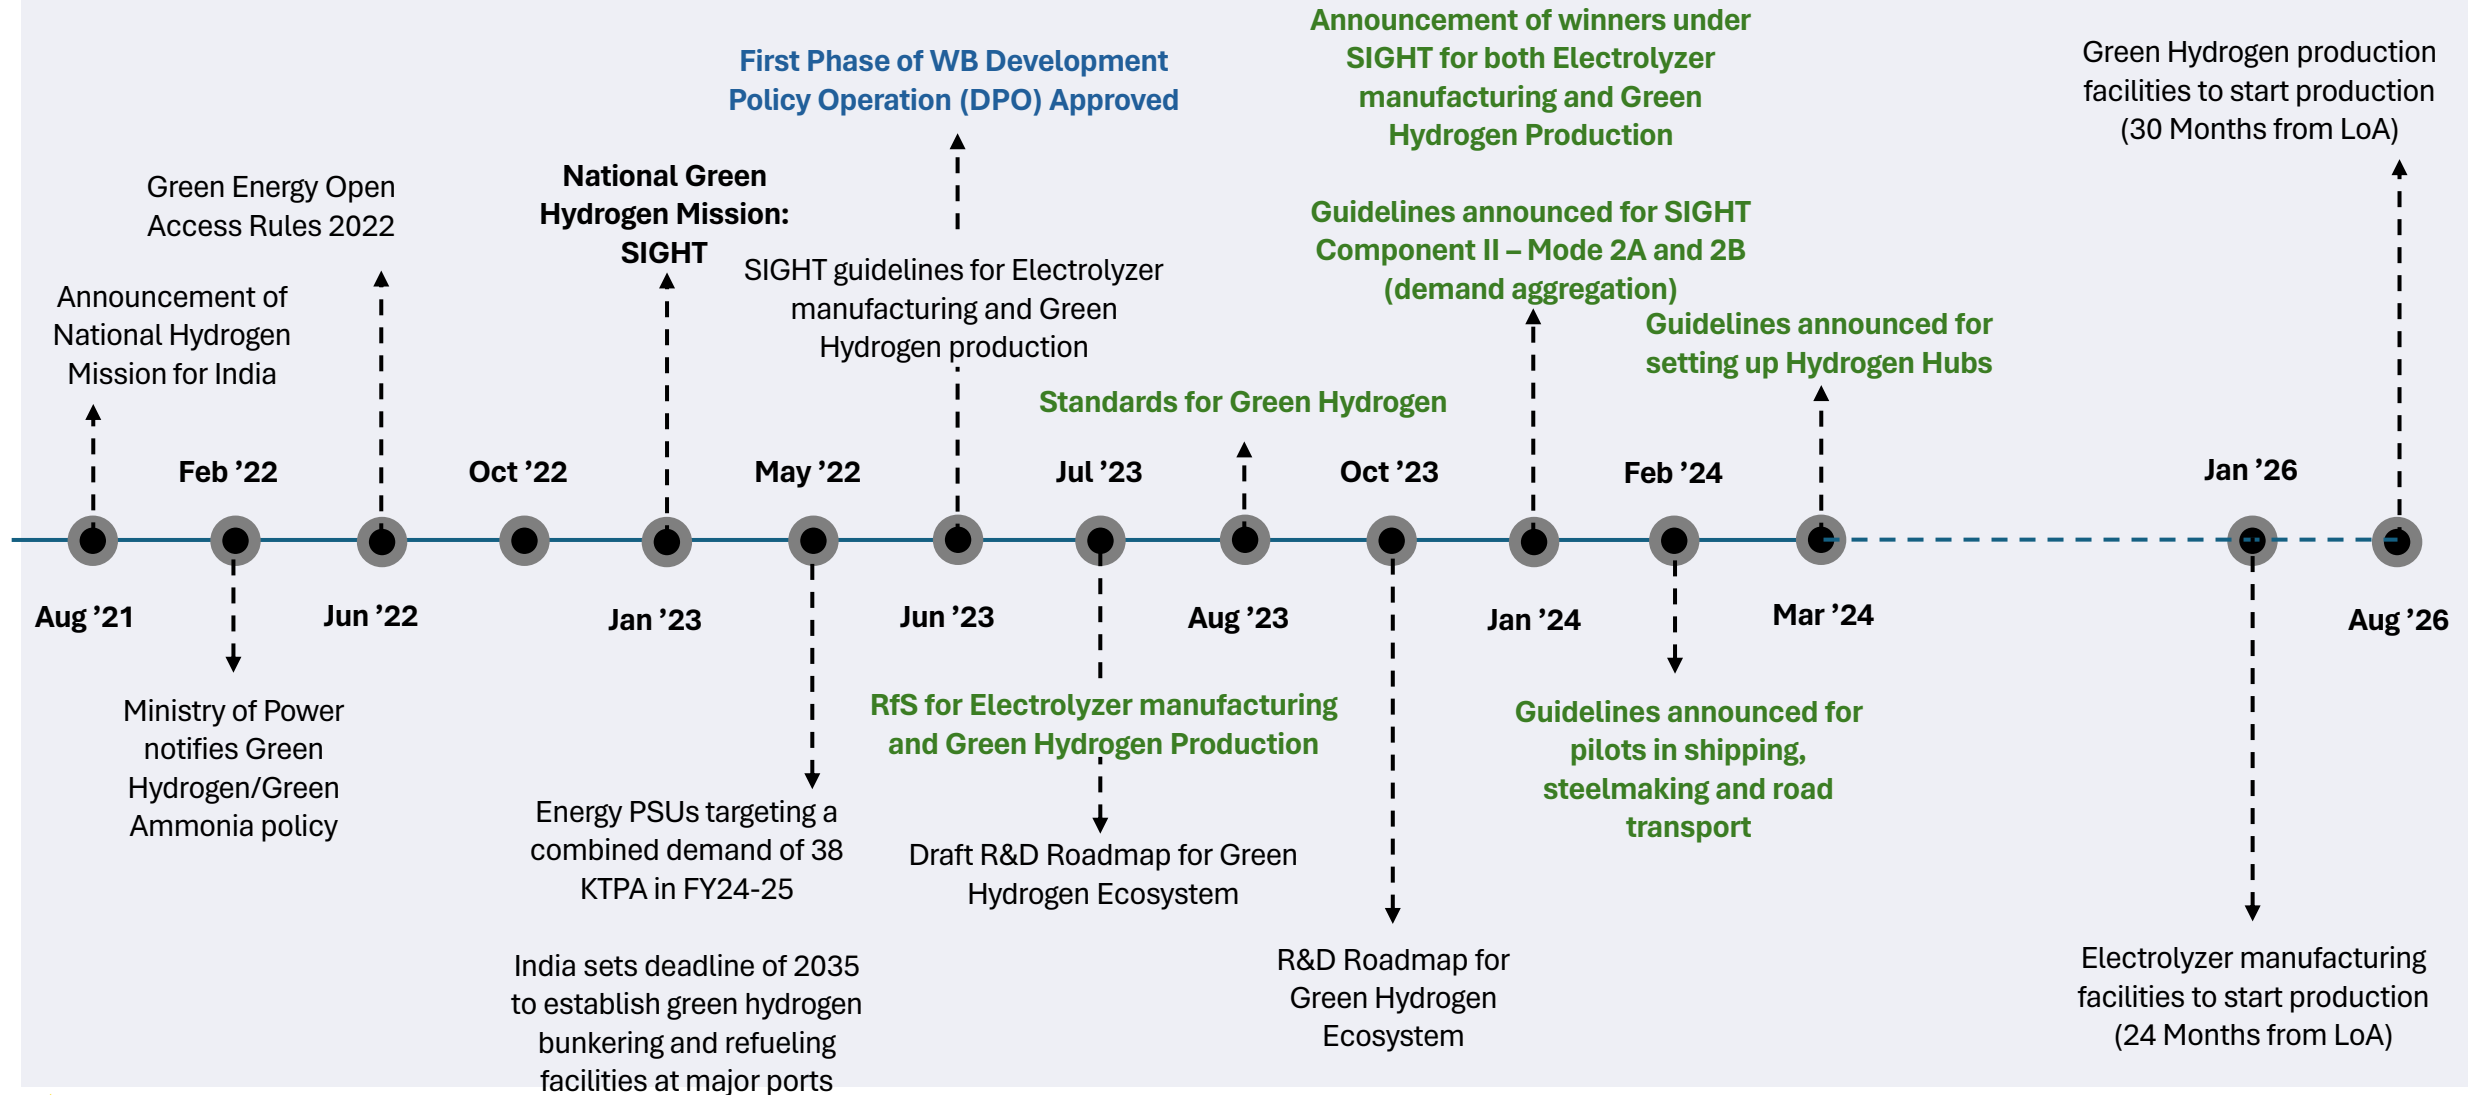 Announcement of
National Hydrogen
Mission for India
Aug ’21
Feb ’22
Ministry of Power
notifies Green
Hydrogen/Green
Ammonia policy
Green Energy Open
Access Rules 2022
Jun ’22
Oct ’22
National Green
Hydrogen Mission:
SIGHT
Jan ’23
May ’22
Energy PSUs targeting a
combined demand of 38
KTPA in FY24-25
India sets deadline of 2035
to establish green hydrogen
bunkering and refueling
facilities at major ports
First Phase of WB Development
Policy Operation (DPO) Approved
SIGHT guidelines for Electrolyzer
manufacturing and Green
Hydrogen production
Jun ’23
Jul ’23
RfS for Electrolyzer manufacturing
and Green Hydrogen Production
Draft R&D Roadmap for Green
Hydrogen Ecosystem
Standards for Green Hydrogen
Aug ’23
Oct ’23
R&D Roadmap for
Green Hydrogen
Ecosystem
Announcement of winners under
SIGHT for both Electrolyzer
manufacturing and Green
Hydrogen Production
Guidelines announced for SIGHT
Component II – Mode 2A and 2B
(demand aggregation)
Jan ’24
Feb ’24
Guidelines announced for
pilots in shipping,
steelmaking and road
transport
Guidelines announced for
setting up Hydrogen Hubs
Mar ’24
Jan ’26
Electrolyzer manufacturing
facilities to start production
(24 Months from LoA)
Green Hydrogen production
facilities to start production
(30 Months from LoA)
Aug ’26